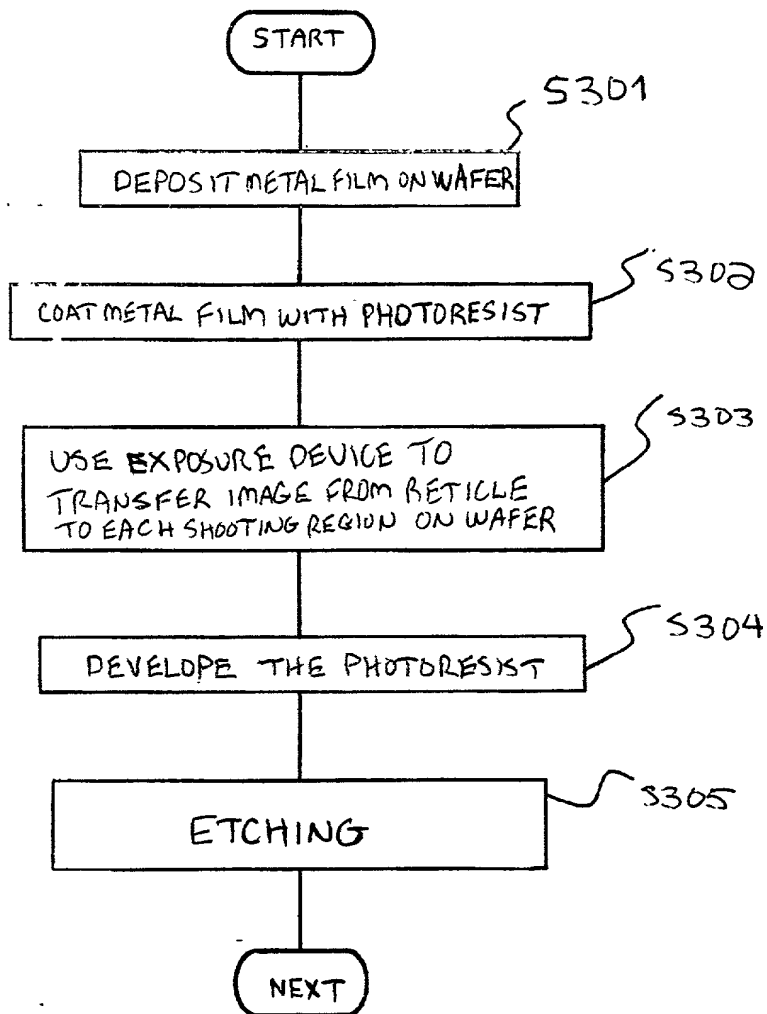 START
S301
DEPOSIT METAL FILM ON WAFER
S302
COAT METAL FILM WITH PHOTORESIST
S303
USE EXPOSURE DEVICE TO
TRANSFER IMAGE FROM RETICLE
TO EACH SHOOTING REGION ON WAFER
S304
DEVELOPE THE PHOTORESIST
S305
ETCHING
NEXT